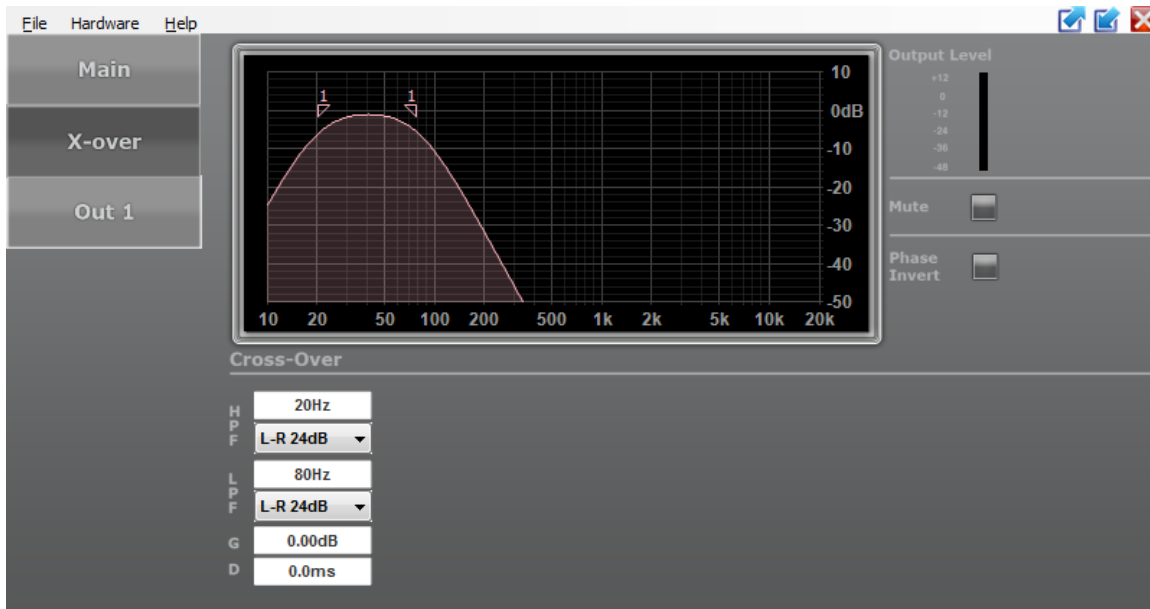 File Hardware Help
Main
X-over
Out 1
1 1
10
0dB
-10
-20
-30
-40
-50
10 20 50 100 200 500 1k 2k 5k 10k 20k
Output Level
+12
0
-12
-24
-36
-48
Mute
Phase
Invert
Cross-Over
HPF
20Hz
L-R 24dB
LPF
80Hz
L-R 24dB
G 0.00dB
D 0.0ms